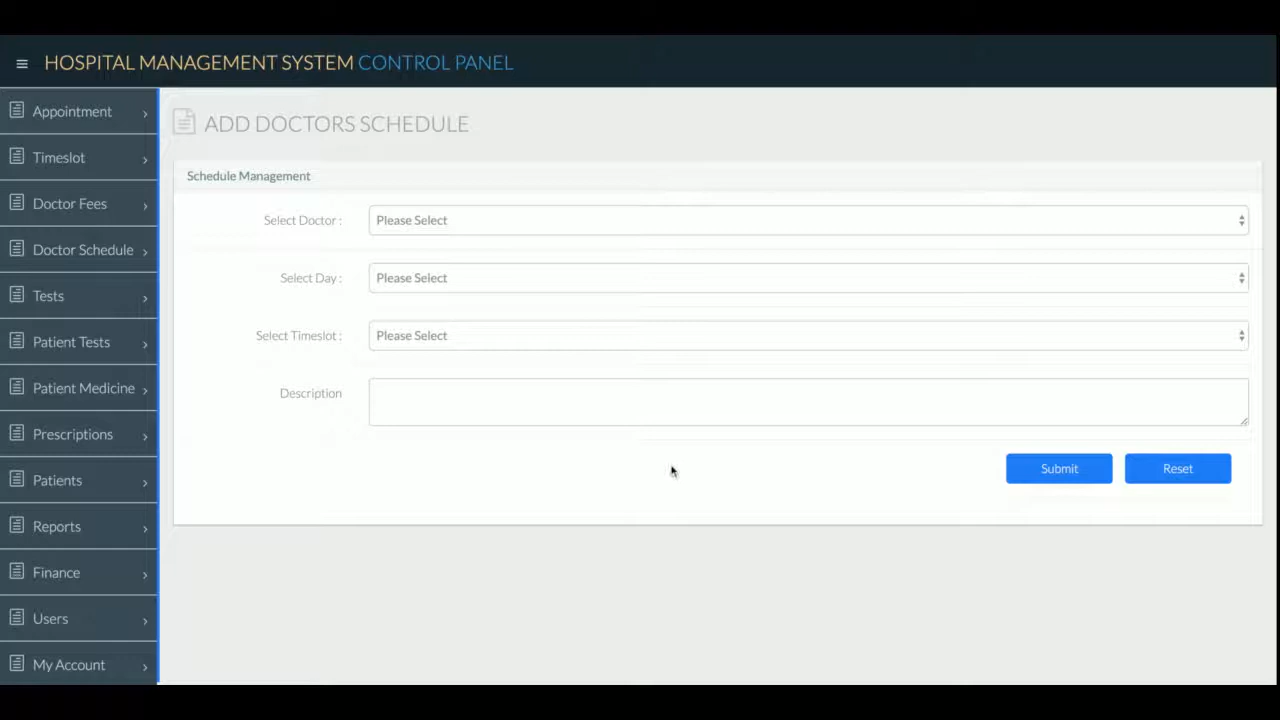 HOSPITAL MANAGEMENT SYSTEM CONTROL PANEL
Appointment
Timeslot
Doctor Fees
Doctor Schedule
Tests
Patient Tests
Patient Medicine
Prescriptions
Patients
Reports
Finance
Users
My Account
ADD DOCTORS SCHEDULE
Schedule Management
Select Doctor : Please Select
Select Day : Please Select
Select Timeslot : Please Select
Description
Submit Reset